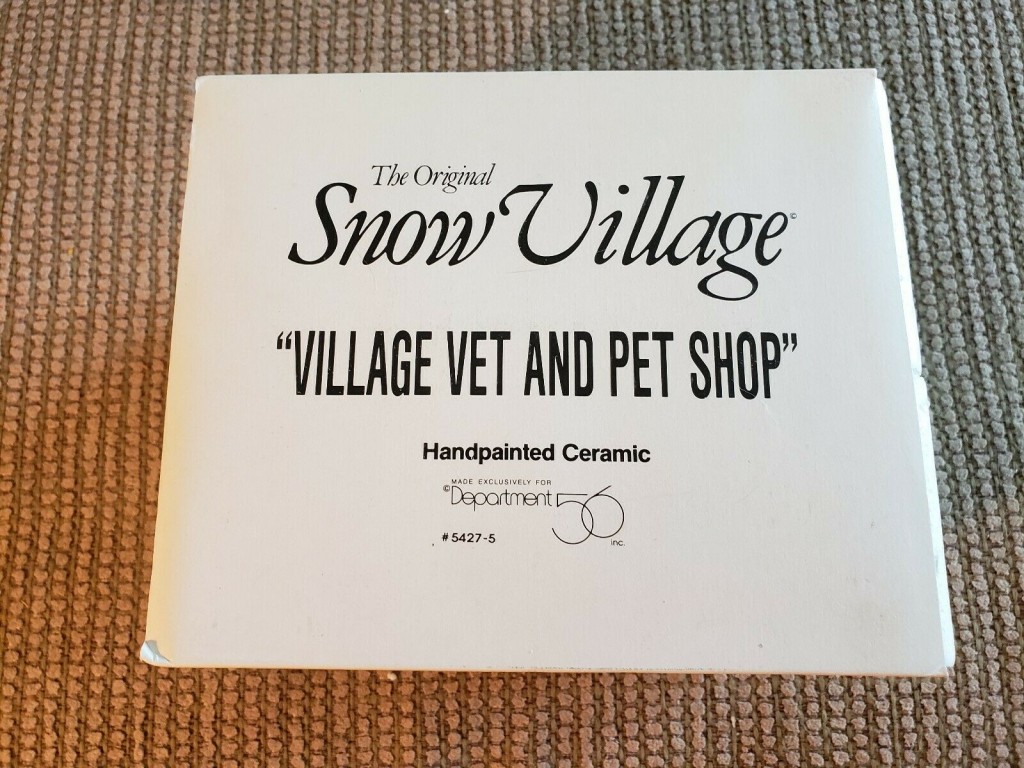 The Original
Snow Village©
“VILLAGE VET AND PET SHOP”
Handpainted Ceramic
MADE EXCLUSIVELY FOR
©Department 56
inc.
#5427-5